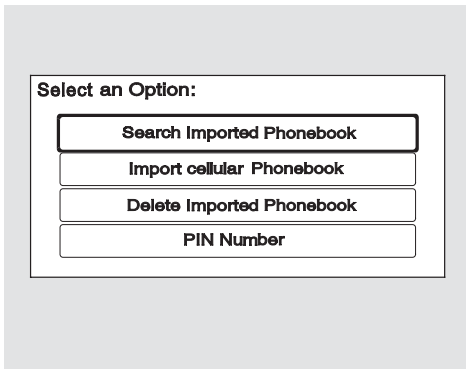 Select an Option:
Search Imported Phonebook
Import cellular Phonebook
Delete Imported Phonebook
PIN Number